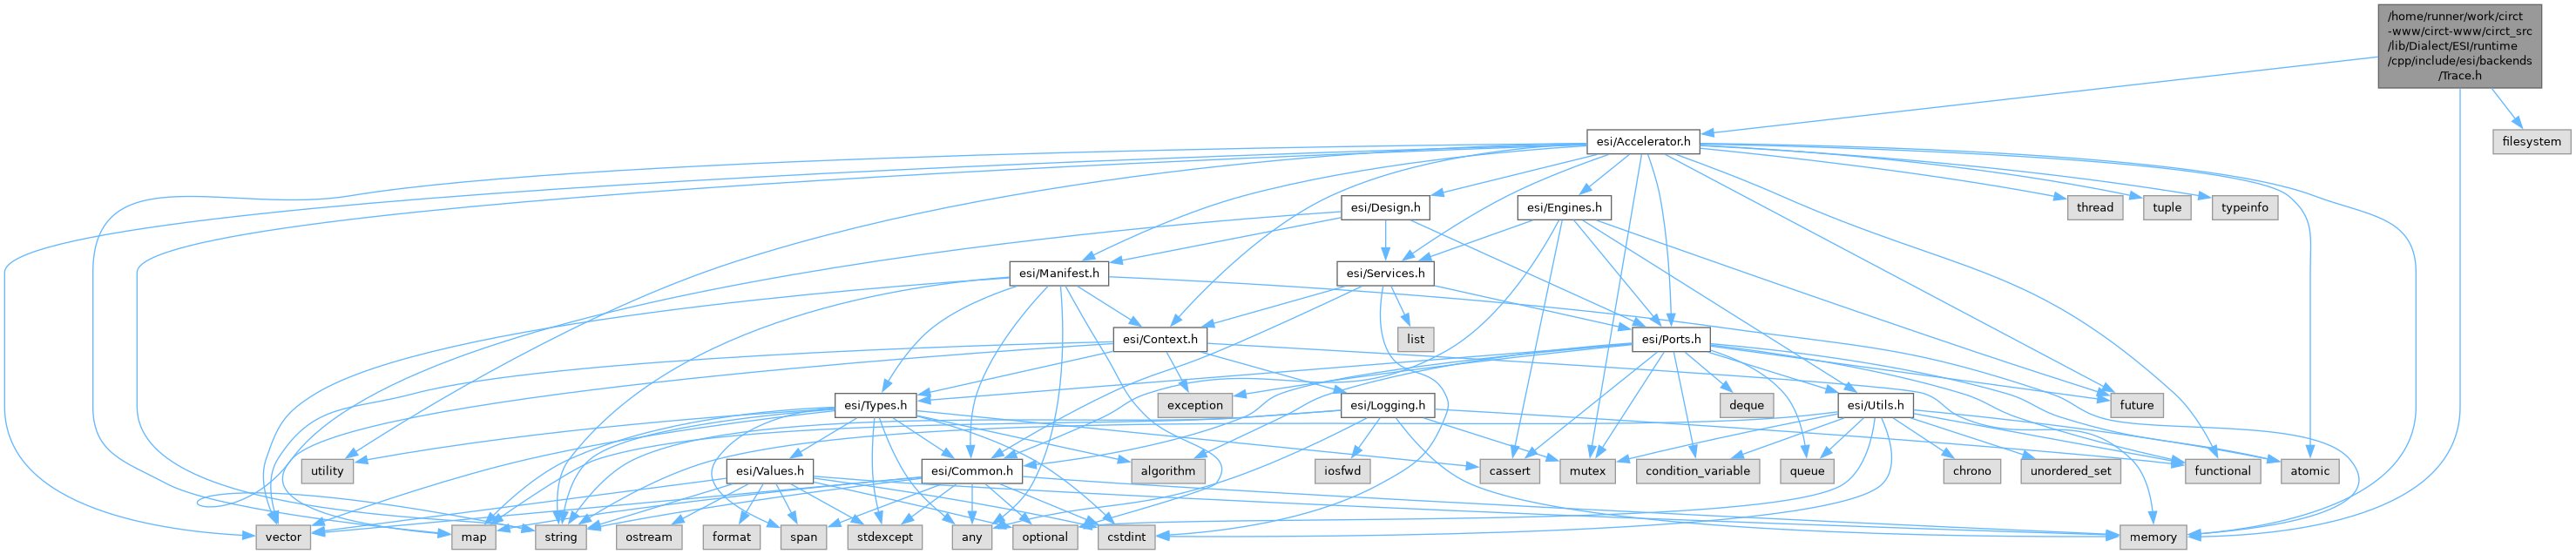 /home/runner/work/circt
-www/circt-www/circt_src
/lib/Dialect/ESI/runtime
/cpp/include/esi/backends
/Trace.h
esi/Accelerator.h
filesystem
esi/Design.h
esi/Engines.h
thread
tuple
typeinfo
esi/Manifest.h
esi/Services.h
esi/Context.h
list
esi/Ports.h
esi/Types.h
exception
esi/Logging.h
deque
esi/Utils.h
future
utility
esi/Values.h
esi/Common.h
algorithm
iosfwd
cassert
mutex
condition_variable
queue
chrono
unordered_set
functional
atomic
vector
map
string
ostream
format
span
stdexcept
any
optional
cstdint
memory